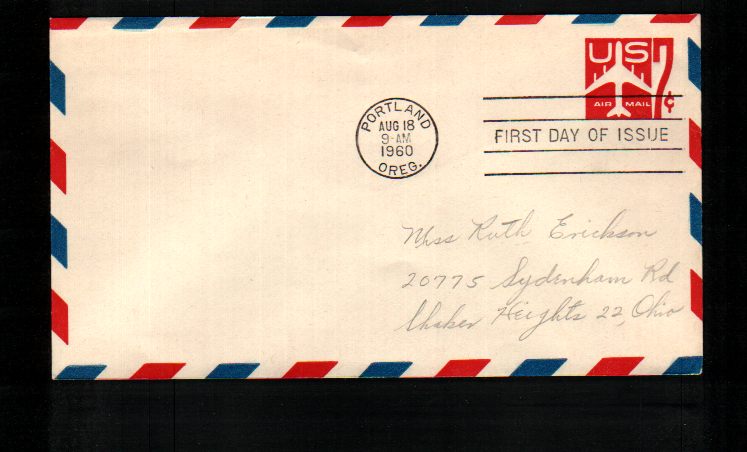 US 7¢
AIR MAIL
PORTLAND
AUG 18
9-AM
1960
OREG.
FIRST DAY OF ISSUE
Miss Ruth Erickson
20775 Sydenham Rd
Shaker Heights 22, Ohio